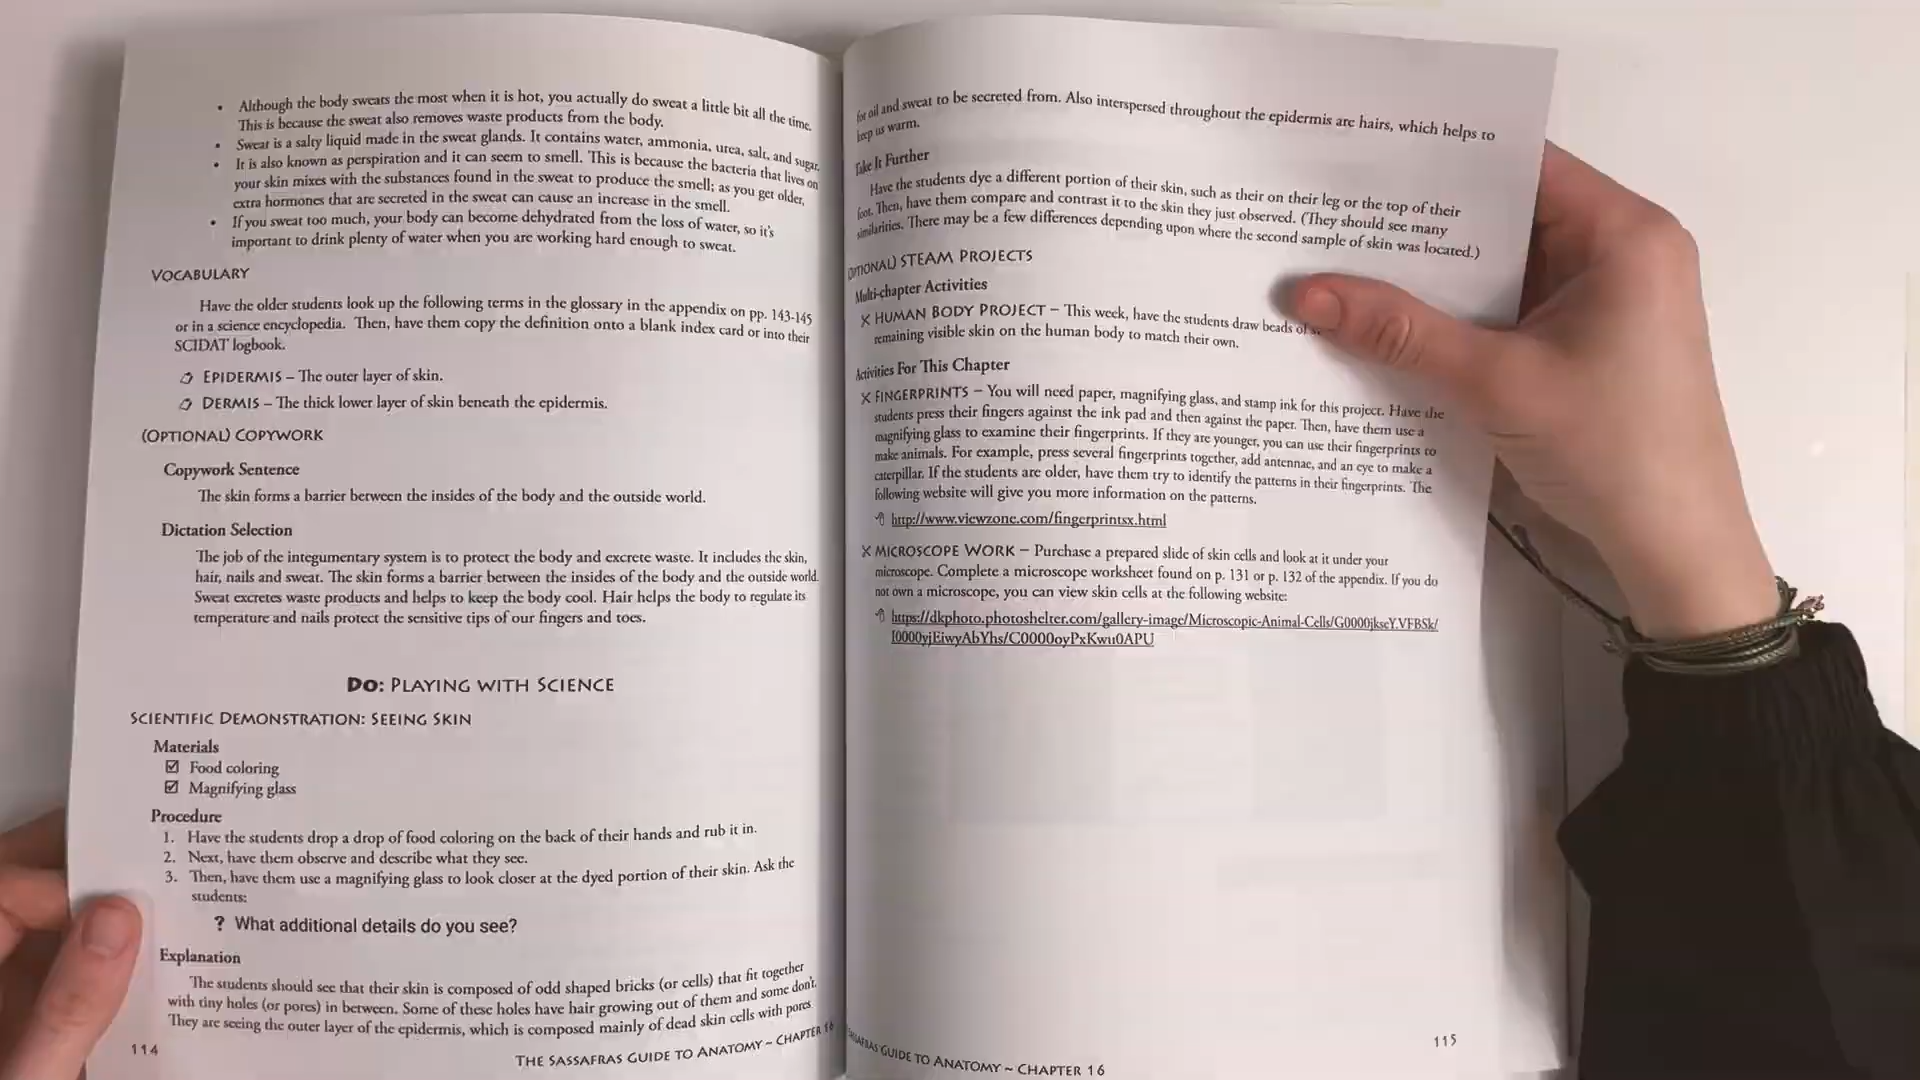 • Although the body sweats the most when it is hot, you actually do sweat a little bit all the time.
This is because the sweat also removes waste products from the body.
• Sweat is a salty liquid made in the sweat glands. It contains water, ammonia, urea, salt, and sugar.
• It is also known as perspiration and it can seem to smell. This is because the bacteria that lives on
your skin mixes with the substances found in the sweat to produce the smell; as you get older,
extra hormones that are secreted in the sweat can cause an increase in the smell.
• If you sweat too much, your body can become dehydrated from the loss of water, so it's
important to drink plenty of water when you are working hard enough to sweat.
VOCABULARY
Have the older students look up the following terms in the glossary in the appendix on pp. 143-145
or in a science encyclopedia. Then, have them copy the definition onto a blank index card or into their
SCIDAT logbook.
EPIDERMIS – The outer layer of skin.
DERMIS – The thick lower layer of skin beneath the epidermis.
(OPTIONAL) COPYWORK
Copywork Sentence
The skin forms a barrier between the insides of the body and the outside world.
Dictation Selection
The job of the integumentary system is to protect the body and excrete waste. It includes the skin,
hair, nails and sweat. The skin forms a barrier between the insides of the body and the outside world.
Sweat excretes waste products and helps to keep the body cool. Hair helps the body to regulate its
temperature and nails protect the sensitive tips of our fingers and toes.
DO: PLAYING WITH SCIENCE
SCIENTIFIC DEMONSTRATION: SEEING SKIN
Materials
☑ Food coloring
☑ Magnifying glass
Procedure
1. Have the students drop a drop of food coloring on the back of their hands and rub it in.
2. Next, have them observe and describe what they see.
3. Then, have them use a magnifying glass to look closer at the dyed portion of their skin. Ask the
students:
? What additional details do you see?
Explanation
The students should see that their skin is composed of odd shaped bricks (or cells) that fit together
with tiny holes (or pores) in between. Some of these holes have hair growing out of them and some don't.
They are seeing the outer layer of the epidermis, which is composed mainly of dead skin cells with pores
114
THE SASSAFRAS GUIDE TO ANATOMY ~ CHAPTER 16
for oil and sweat to be secreted from. Also interspersed throughout the epidermis are hairs, which helps to
keep us warm.
Take It Further
Have the students dye a different portion of their skin, such as their on their leg or the top of their
foot. Then, have them compare and contrast it to the skin they just observed. (They should see many
similarities. There may be a few differences depending upon where the second sample of skin was located.)
(OPTIONAL) STEAM PROJECTS
Multi-chapter Activities
HUMAN BODY PROJECT – This week, have the students draw beads of
remaining visible skin on the human body to match their own.
Activities For This Chapter
FINGERPRINTS – You will need paper, magnifying glass, and stamp ink for this project. Have the
students press their fingers against the ink pad and then against the paper. Then, have them use a
magnifying glass to examine their fingerprints. If they are younger, you can use their fingerprints to
make animals. For example, press several fingerprints together, add antennae, and an eye to make a
caterpillar. If the students are older, have them try to identify the patterns in their fingerprints. The
following website will give you more information on the patterns.
http://www.viewzone.com/fingerprintsx.html
MICROSCOPE WORK – Purchase a prepared slide of skin cells and look at it under your
microscope. Complete a microscope worksheet found on p. 131 or p. 132 of the appendix. If you do
not own a microscope, you can view skin cells at the following website:
https://dkphoto.photoshelter.com/gallery-image/Microscopic-Animal-Cells/G0000jkseY.VFBSk/
I0000yjEiwyAbYhs/C0000oyPxKwu0APU
GUIDE TO ANATOMY ~ CHAPTER 16
115